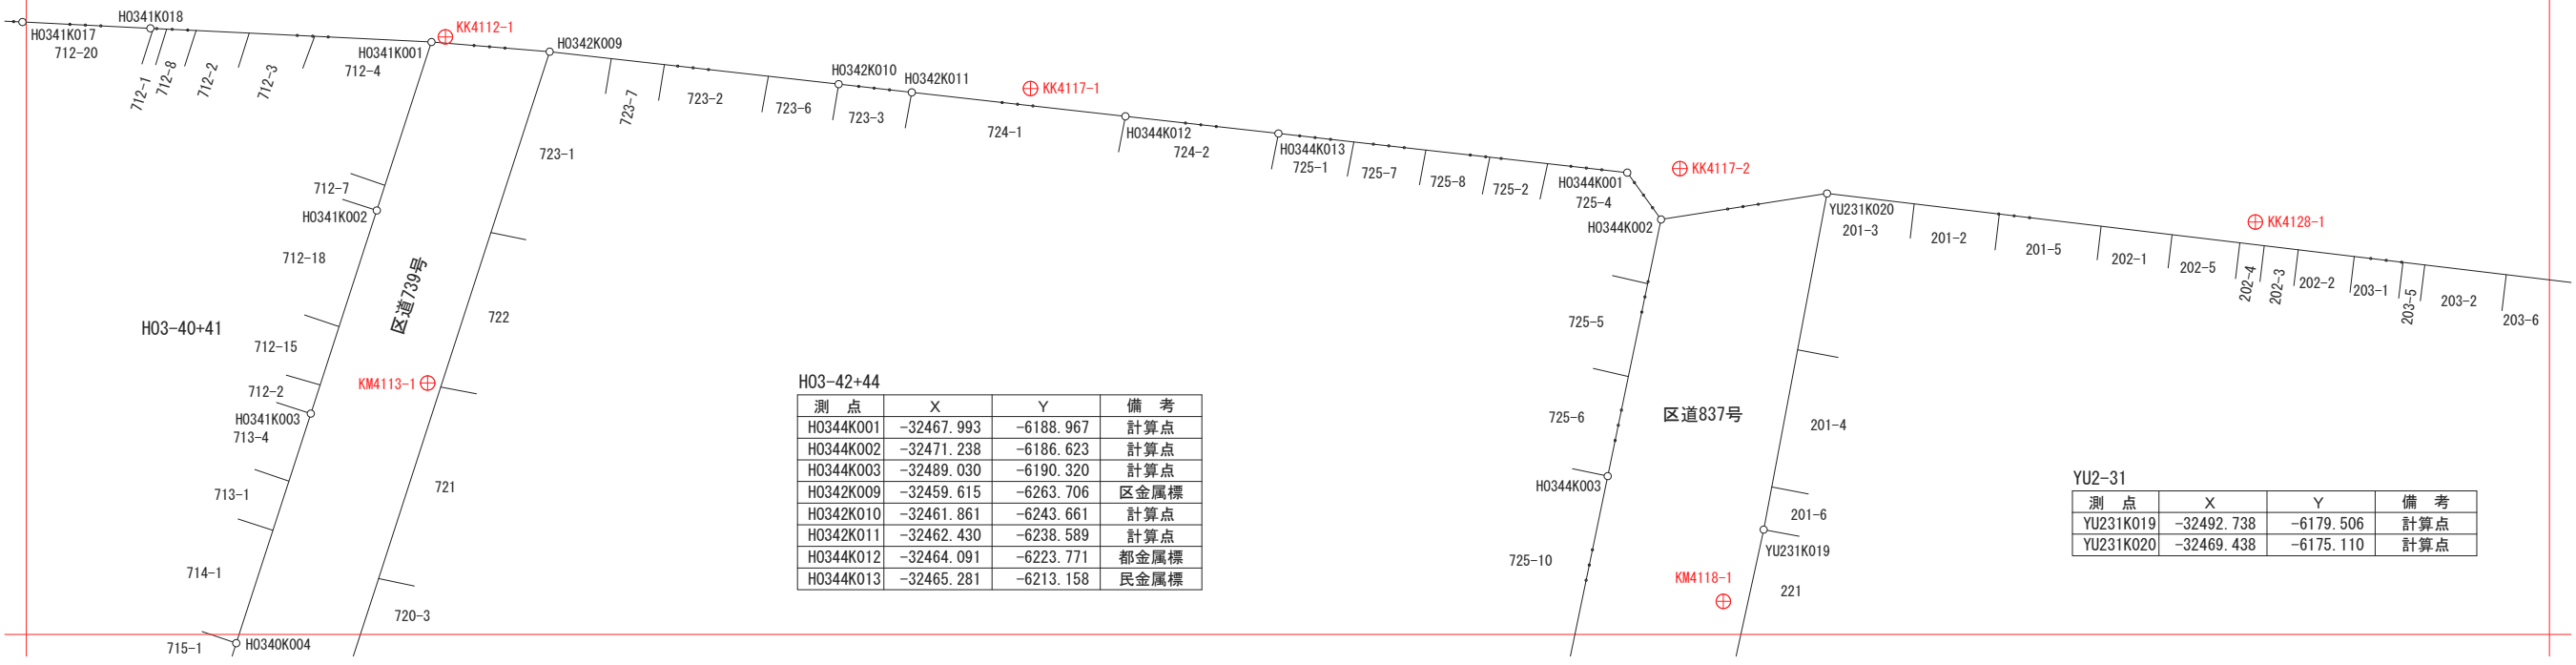 H0341K017
712-20
H0341K018
712-1
712-8
712-2
712-3
H0341K001
712-4
KK4112-1
H0342K009
723-7
723-2
723-6
H0342K010
723-3
H0342K011
724-1
KK4117-1
H0344K012
724-2
H0344K013
725-1
725-7
725-8
725-2
H0344K001
725-4
KK4117-2
H0344K002
YU231K020
201-3
201-2
201-5
202-1
202-5
202-4
202-3
202-2
203-1
203-5
203-2
203-6
KK4128-1
712-7
H0341K002
712-18
区道739号
H03-40+41
712-15
712-2
H0341K003
713-4
713-1
714-1
715-1
H0340K004
KM4113-1
723-1
722
721
720-3
H03-42+44
測 点 X Y 備 考
H0344K001 -32467.993 -6188.967 計算点
H0344K002 -32471.238 -6186.623 計算点
H0344K003 -32489.030 -6190.320 計算点
H0342K009 -32459.615 -6263.706 区金属標
H0342K010 -32461.861 -6243.661 計算点
H0342K011 -32462.430 -6238.589 計算点
H0344K012 -32464.091 -6223.771 都金属標
H0344K013 -32465.281 -6213.158 民金属標
725-5
725-6
H0344K003
725-10
区道837号
201-4
201-6
YU231K019
KM4118-1
221
YU2-31
測 点 X Y 備 考
YU231K019 -32492.738 -6179.506 計算点
YU231K020 -32469.438 -6175.110 計算点